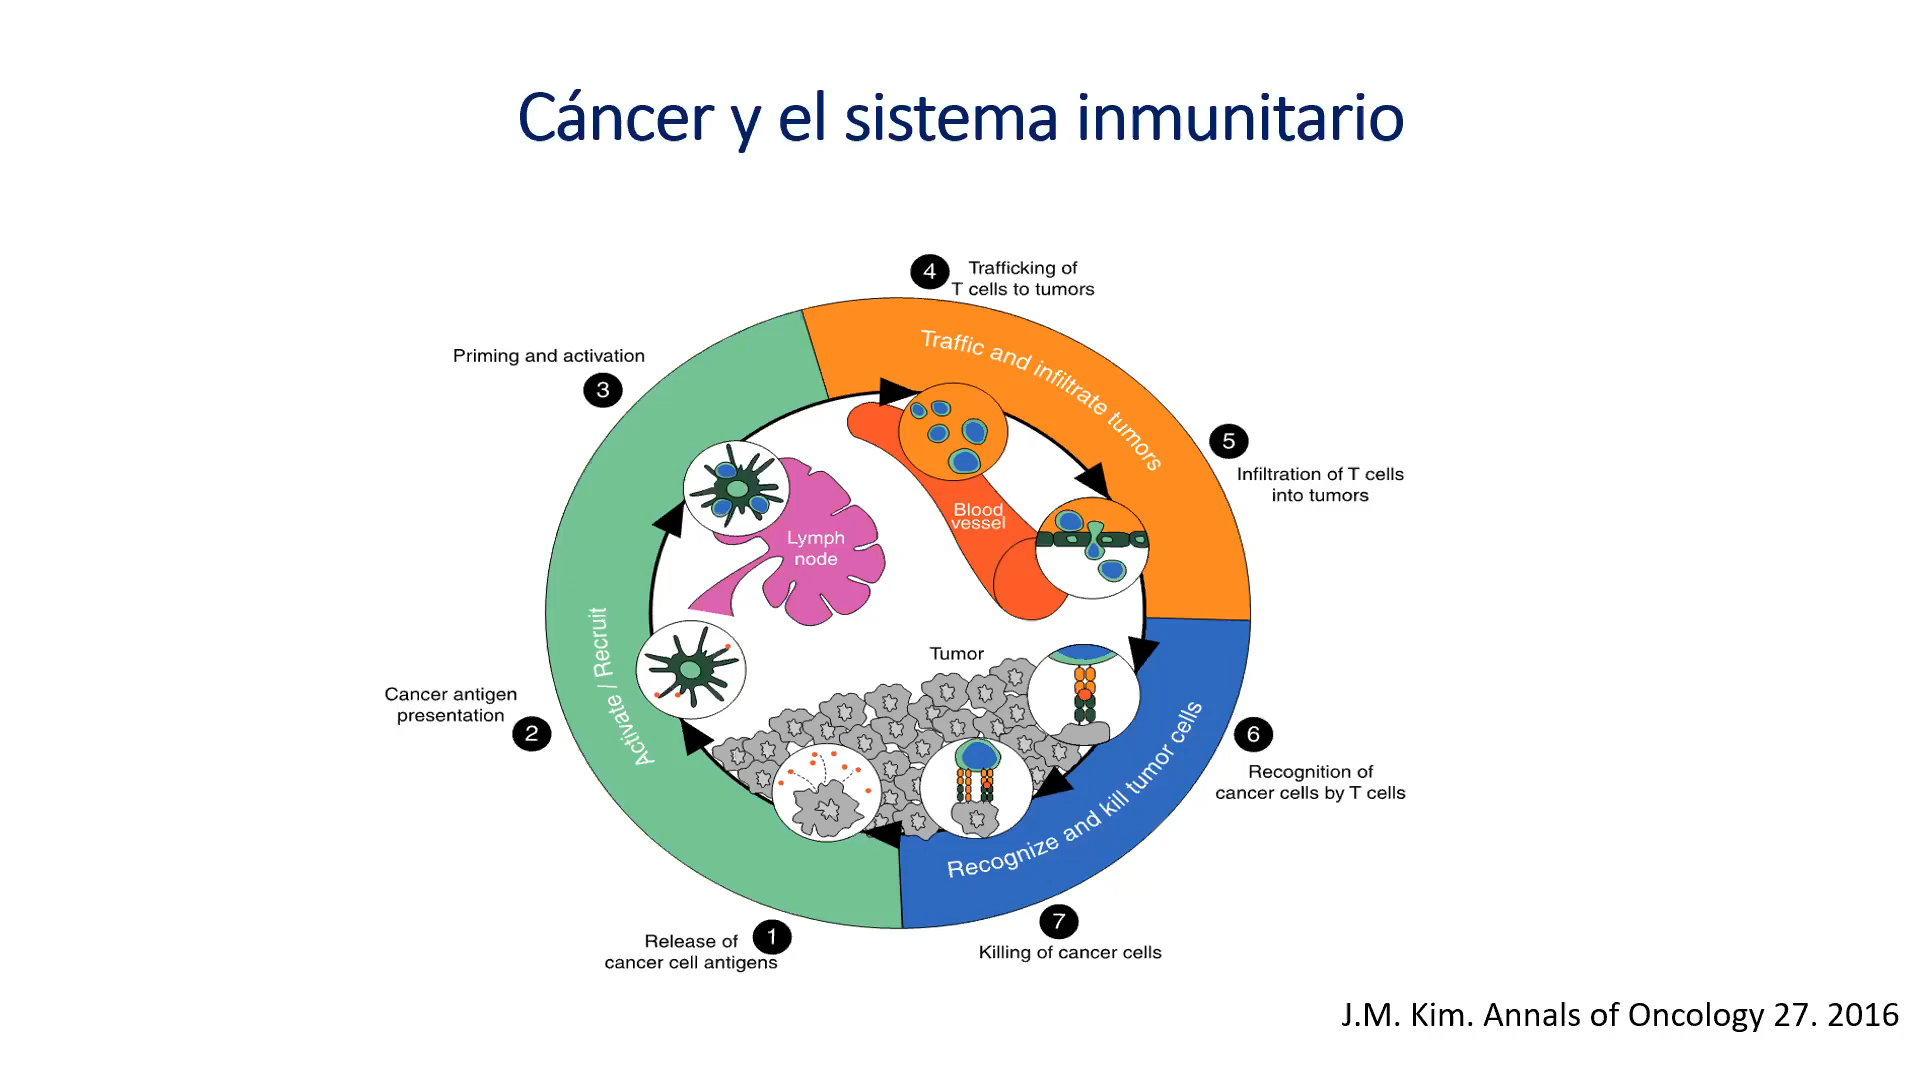 Cáncer y el sistema inmunitario
4
Trafficking of
T cells to tumors
Traffic and infiltrate tumors
Priming and activation
3
5
Infiltration of T cells
into tumors
Blood
vessel
Lymph
node
Activate / Recruit
Tumor
Cancer antigen
presentation
2
6
Recognition of
cancer cells by T cells
Recognize and kill tumor cells
1
Release of
cancer cell antigens
7
Killing of cancer cells
J.M. Kim. Annals of Oncology 27. 2016